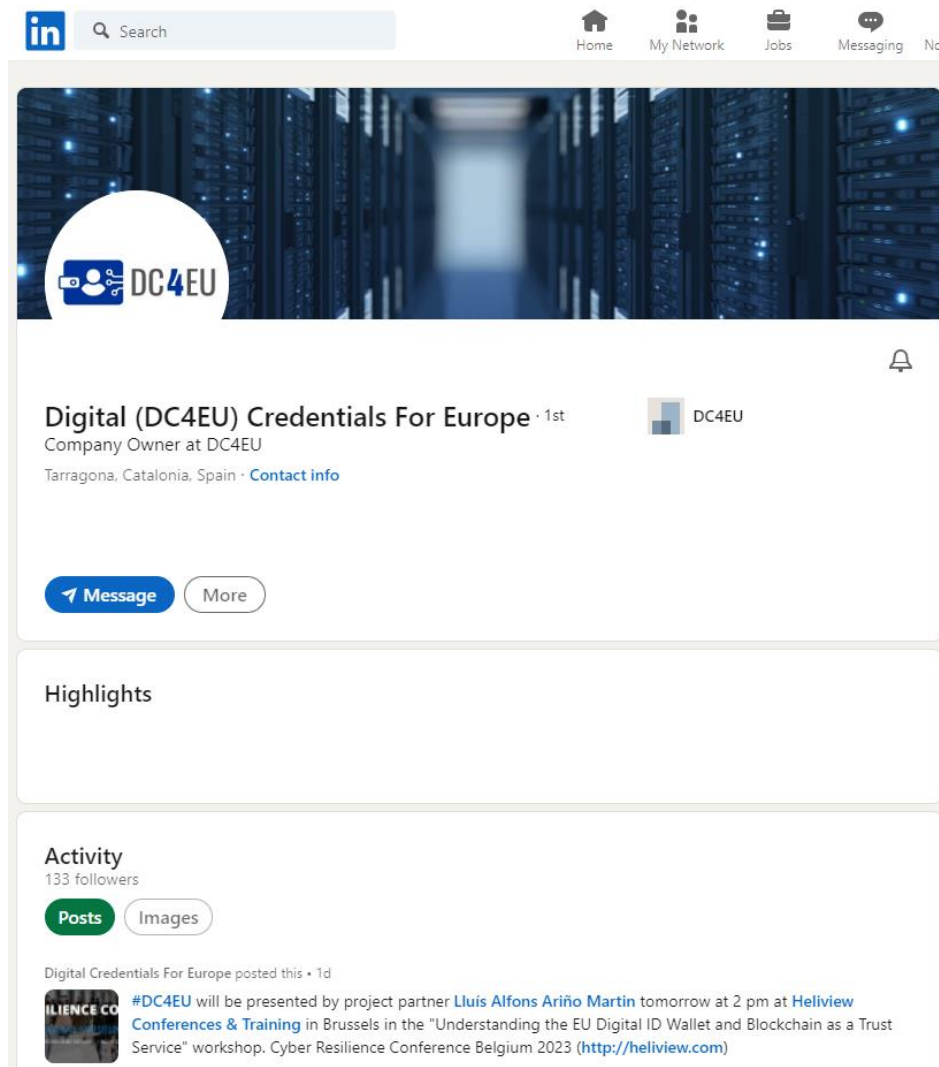 in
Search
Home
My Network
Jobs
Messaging
No
DC4EU
Digital (DC4EU) Credentials For Europe · 1st
DC4EU
Company Owner at DC4EU
Tarragona, Catalonia, Spain · Contact info
Message
More
Highlights
Activity
133 followers
Posts
Images
Digital Credentials For Europe posted this • 1d
ILIENCE CO
#DC4EU will be presented by project partner Lluís Alfons Ariño Martin tomorrow at 2 pm at Heliview
Conferences & Training in Brussels in the "Understanding the EU Digital ID Wallet and Blockchain as a Trust
Service" workshop. Cyber Resilience Conference Belgium 2023 (http://heliview.com)